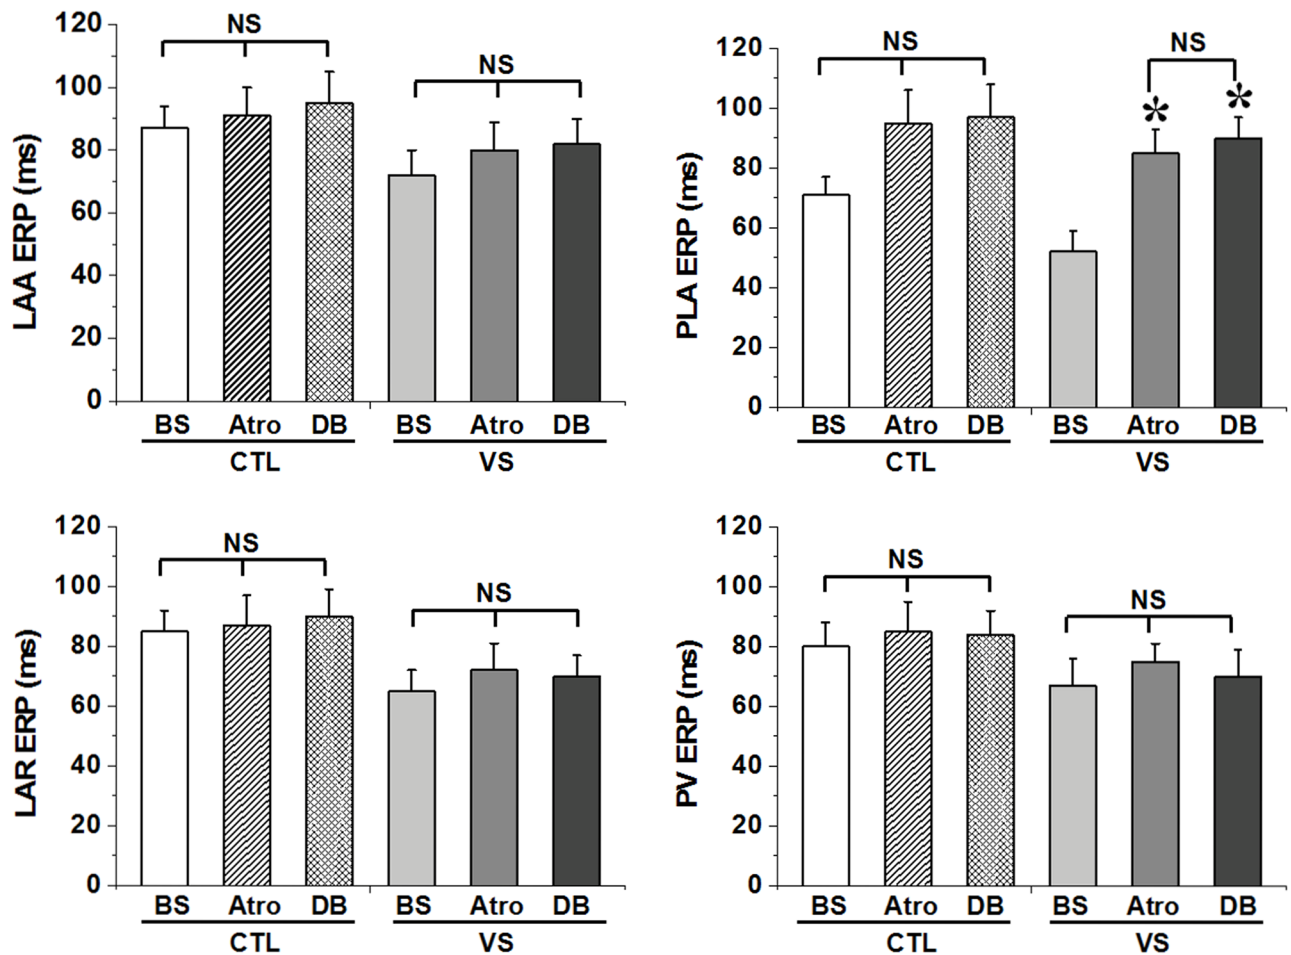 LAA ERP (ms)
120
100
80
60
40
20
0
NS
NS
BS Atro DB BS Atro DB
CTL VS
PLA ERP (ms)
120
100
80
60
40
20
0
NS
NS
* *
BS Atro DB BS Atro DB
CTL VS
LAR ERP (ms)
120
100
80
60
40
20
0
NS
NS
BS Atro DB BS Atro DB
CTL VS
PV ERP (ms)
120
100
80
60
40
20
0
NS
NS
BS Atro DB BS Atro DB
CTL VS